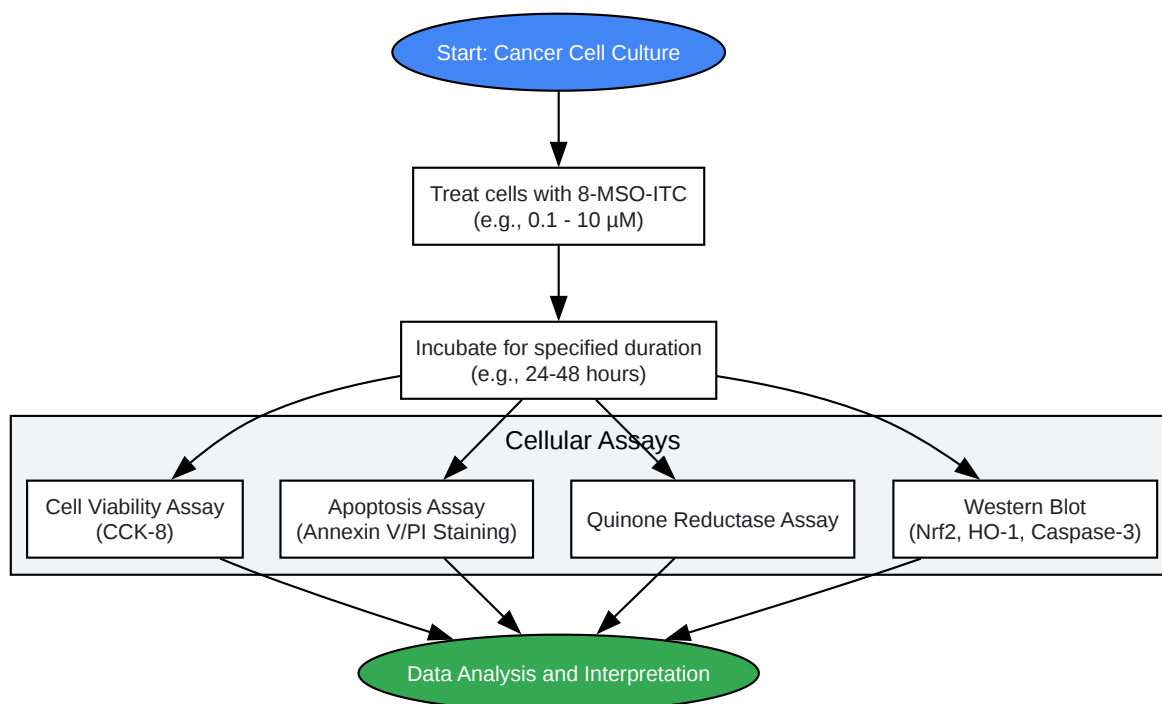 Start: Cancer Cell Culture
Treat cells with 8-MSO-ITC
(e.g., 0.1 - 10 µM)
Incubate for specified duration
(e.g., 24-48 hours)
Cellular Assays
Cell Viability Assay
(CCK-8)
Apoptosis Assay
(Annexin V/PI Staining)
Quinone Reductase Assay
Western Blot
(Nrf2, HO-1, Caspase-3)
Data Analysis and Interpretation